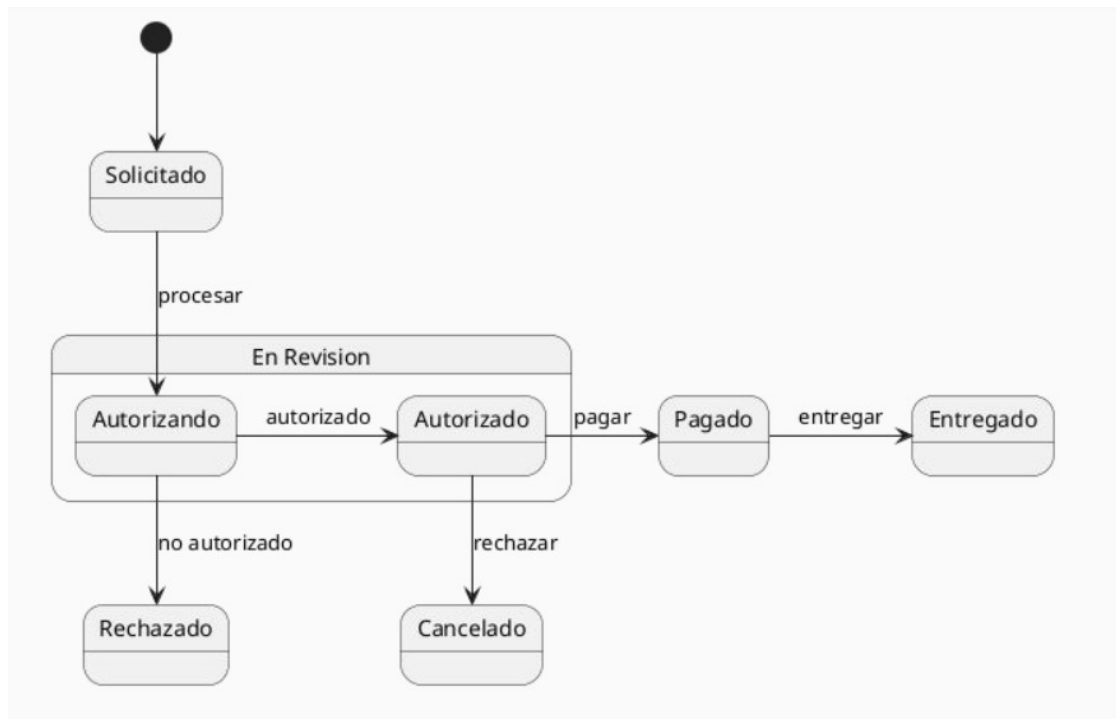 Solicitado
procesar
En Revision
Autorizando
autorizado
Autorizado
pagar
Pagado
entregar
Entregado
no autorizado
rechazar
Rechazado
Cancelado